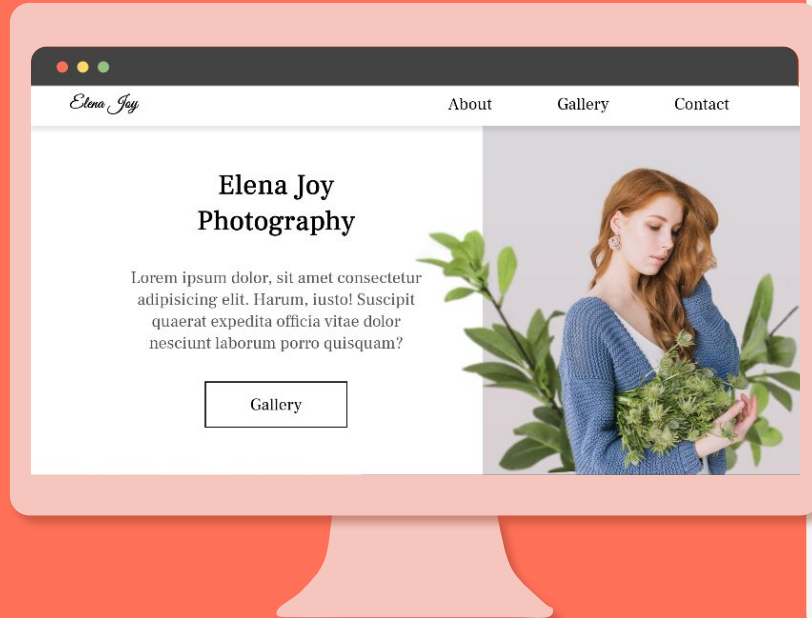 Elena Joy
About Gallery Contact
Elena Joy
Photography
Lorem ipsum dolor, sit amet consectetur
adipisicing elit. Harum, iusto! Suscipit
quaerat expedita officia vitae dolor
nesciunt laborum porro quisquam?
Gallery